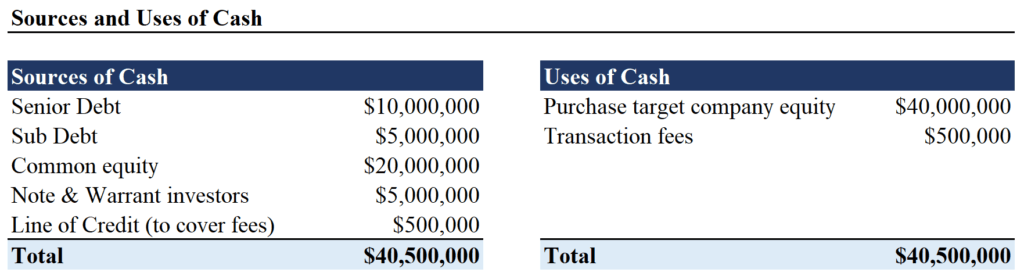 Sources and Uses of Cash
Sources of Cash
Senior Debt $10,000,000
Sub Debt $5,000,000
Common equity $20,000,000
Note & Warrant investors $5,000,000
Line of Credit (to cover fees) $500,000
Total $40,500,000
Uses of Cash
Purchase target company equity $40,000,000
Transaction fees $500,000
Total $40,500,000